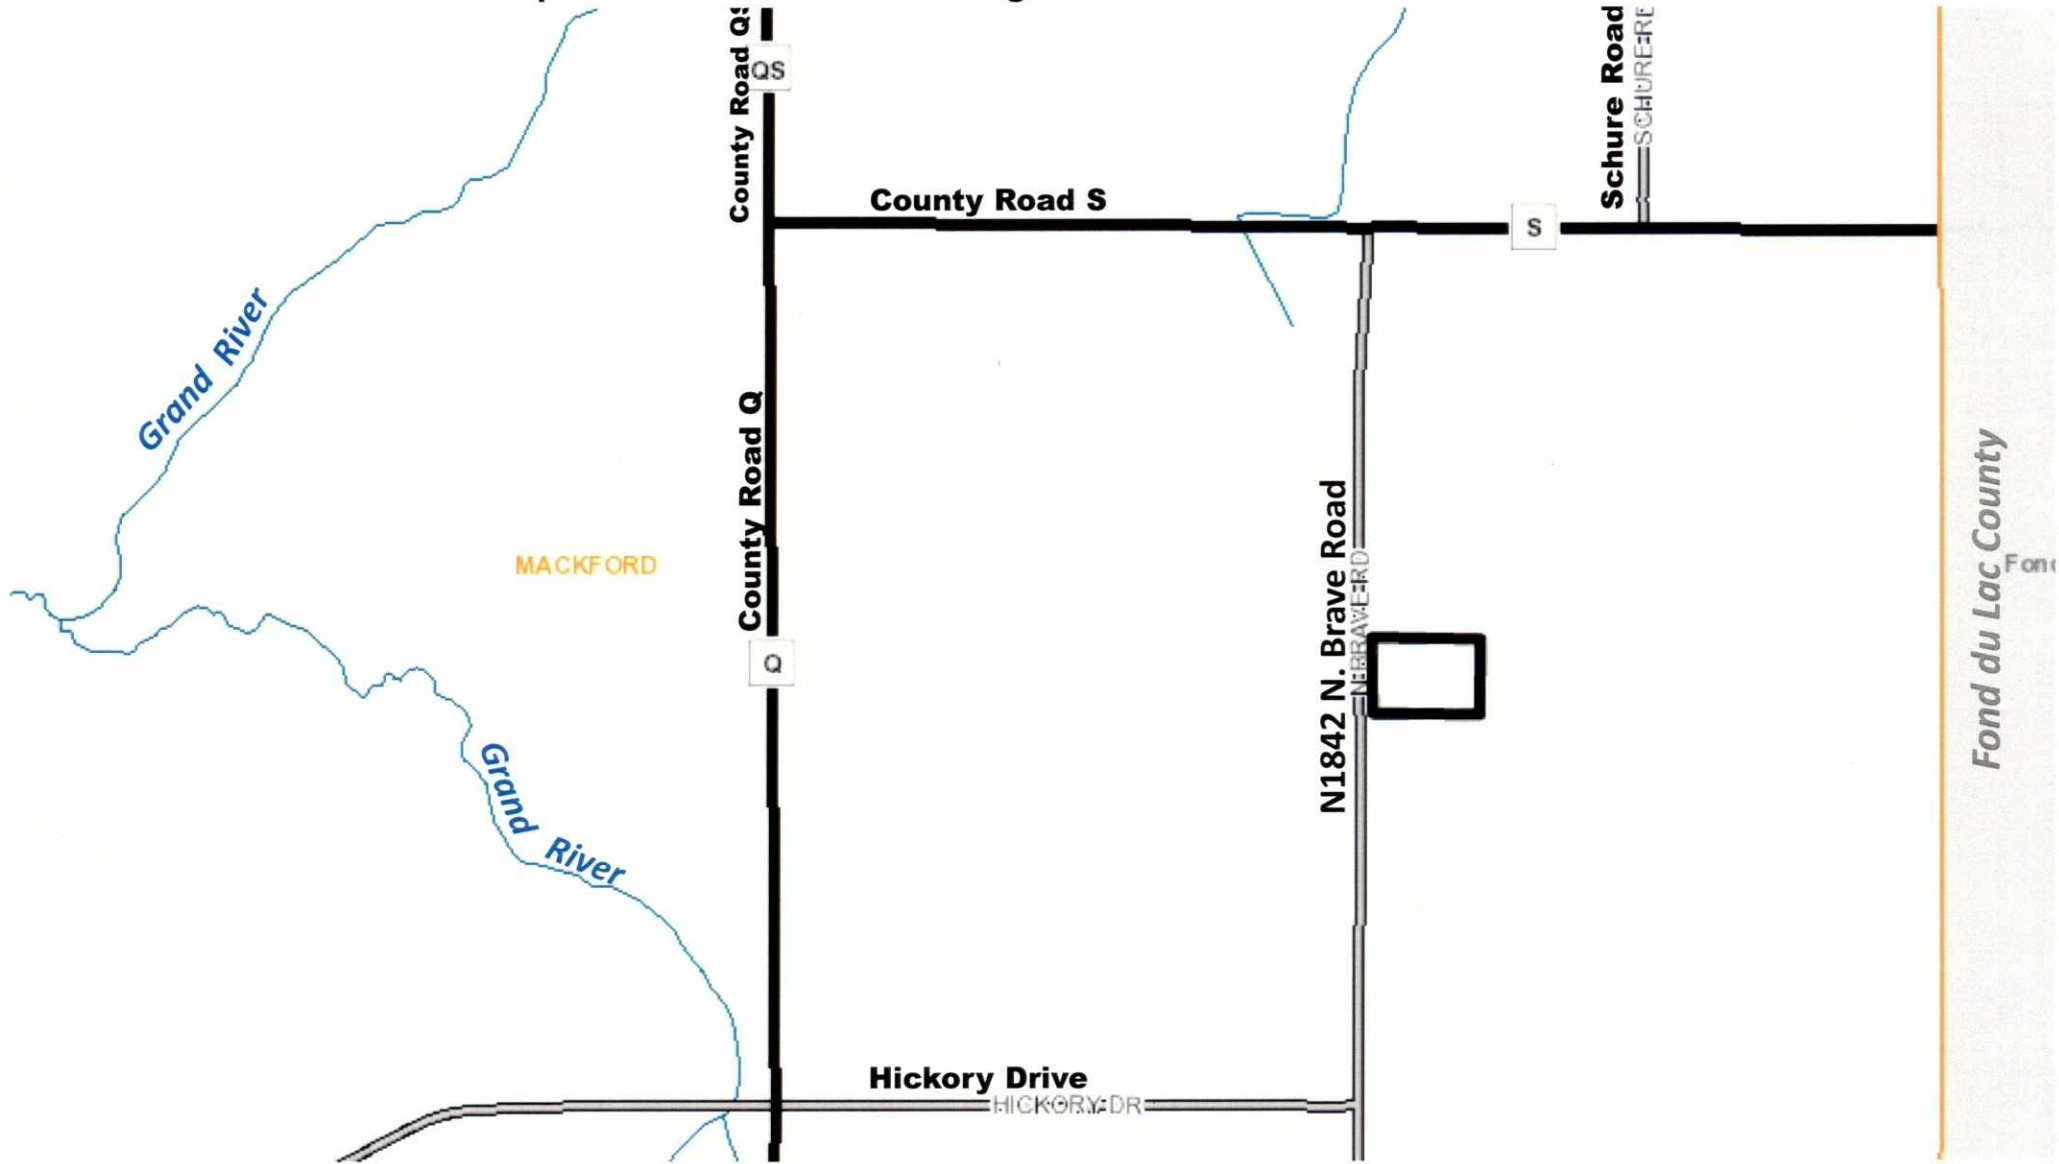 County Road QS
QS
Schure Road
SCHURE RD
County Road S
S
Grand River
County Road Q
MACKFORD
N1842 N. Brave Road
N BRAVE RD
Fond du Lac County
Q
Grand River
Hickory Drive
HICKORY DR